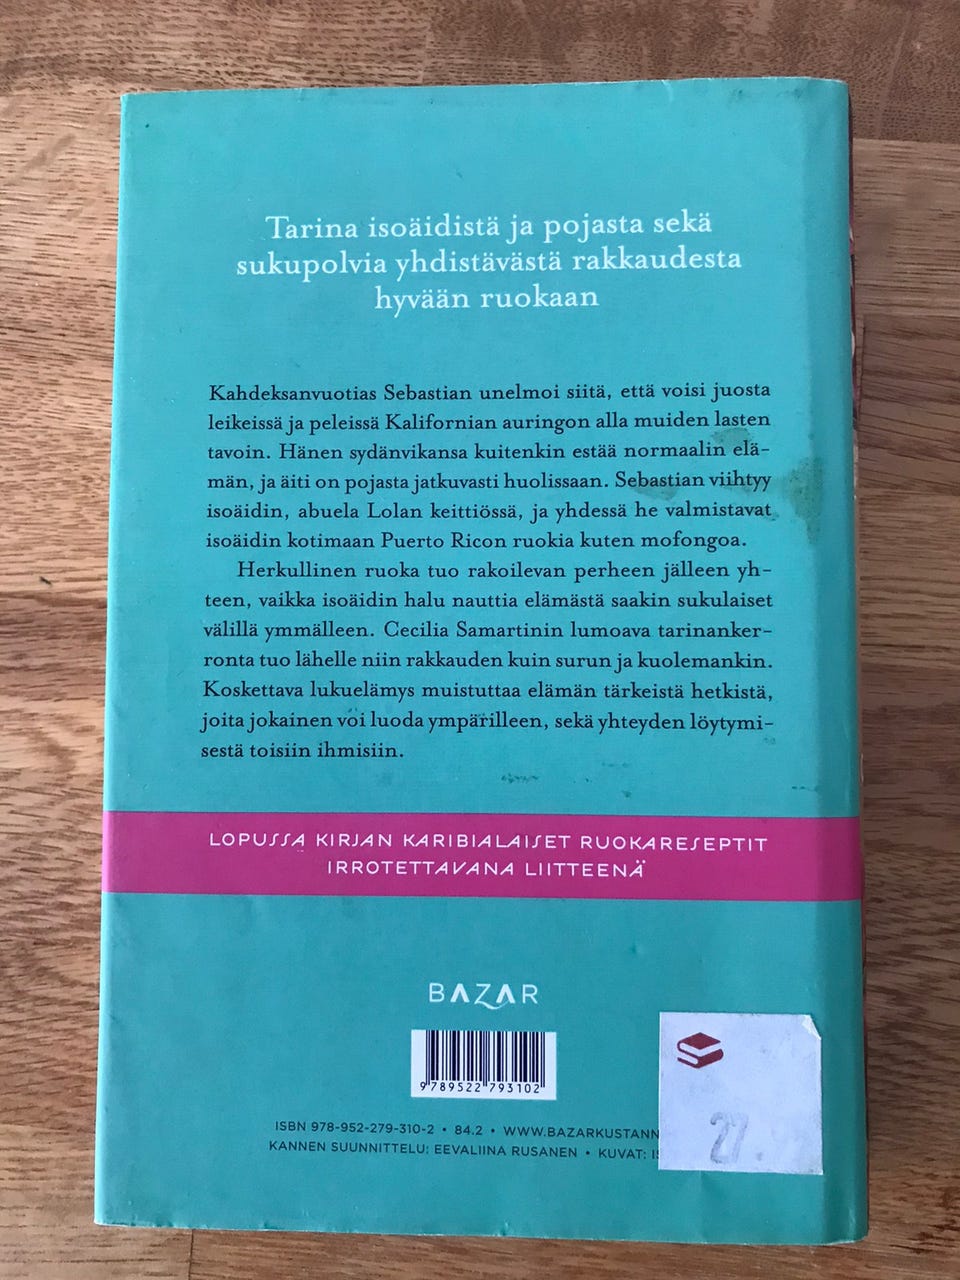 Tarina isoäidistä ja pojasta sekä
sukupolvia yhdistävästä rakkaudesta
hyvään ruokaan
Kahdeksanvuotias Sebastian unelmoi siitä, että voisi juosta
leikeissä ja peleissä Kalifornian auringon alla muiden lasten
tavoin. Hänen sydänvikansa kuitenkin estää normaalin elä-
män, ja äiti on pojasta jatkuvasti huolissaan. Sebastian viihtyy
isoäidin, abuela Lolan keittiössä, ja yhdessä he valmistavat
isoäidin kotimaan Puerto Ricon ruokia kuten mofongoa.
Herkullinen ruoka tuo rakoilevan perheen jälleen yh-
teen, vaikka isoäidin halu nauttia elämästä saakin sukulaiset
välillä ymmälleen. Cecilia Samartinin lumoava tarinanker-
ronta tuo lähelle niin rakkauden kuin surun ja kuolemankin.
Koskettava lukuelämys muistuttaa elämän tärkeistä hetkistä,
joita jokainen voi luoda ympärilleen, sekä yhteyden löytymi-
sestä toisiin ihmisiin.
LOPUSSA KIRJAN KARIBIALAISET RUOKARESEPTIT
IRROTETTAVANA LIITTEENÄ
BAZAR
9 789522 793102
ISBN 978-952-279-310-2 • 84.2 • WWW.BAZARKUSTANN
KANNEN SUUNNITTELU: EEVALIINA RUSANEN • KUVAT:
27.